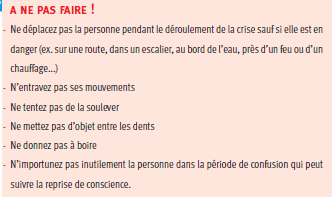 A NE PAS FAIRE !
- Ne déplacez pas la personne pendant le déroulement de la crise sauf si elle est en
danger (ex. sur une route, dans un escalier, au bord de l'eau, près d'un feu ou d'un
chauffage...)
- N'entravez pas ses mouvements
- Ne tentez pas de la soulever
- Ne mettez pas d'objet entre les dents
- Ne donnez pas à boire
- N'importunez pas inutilement la personne dans la période de confusion qui peut
suivre la reprise de conscience.